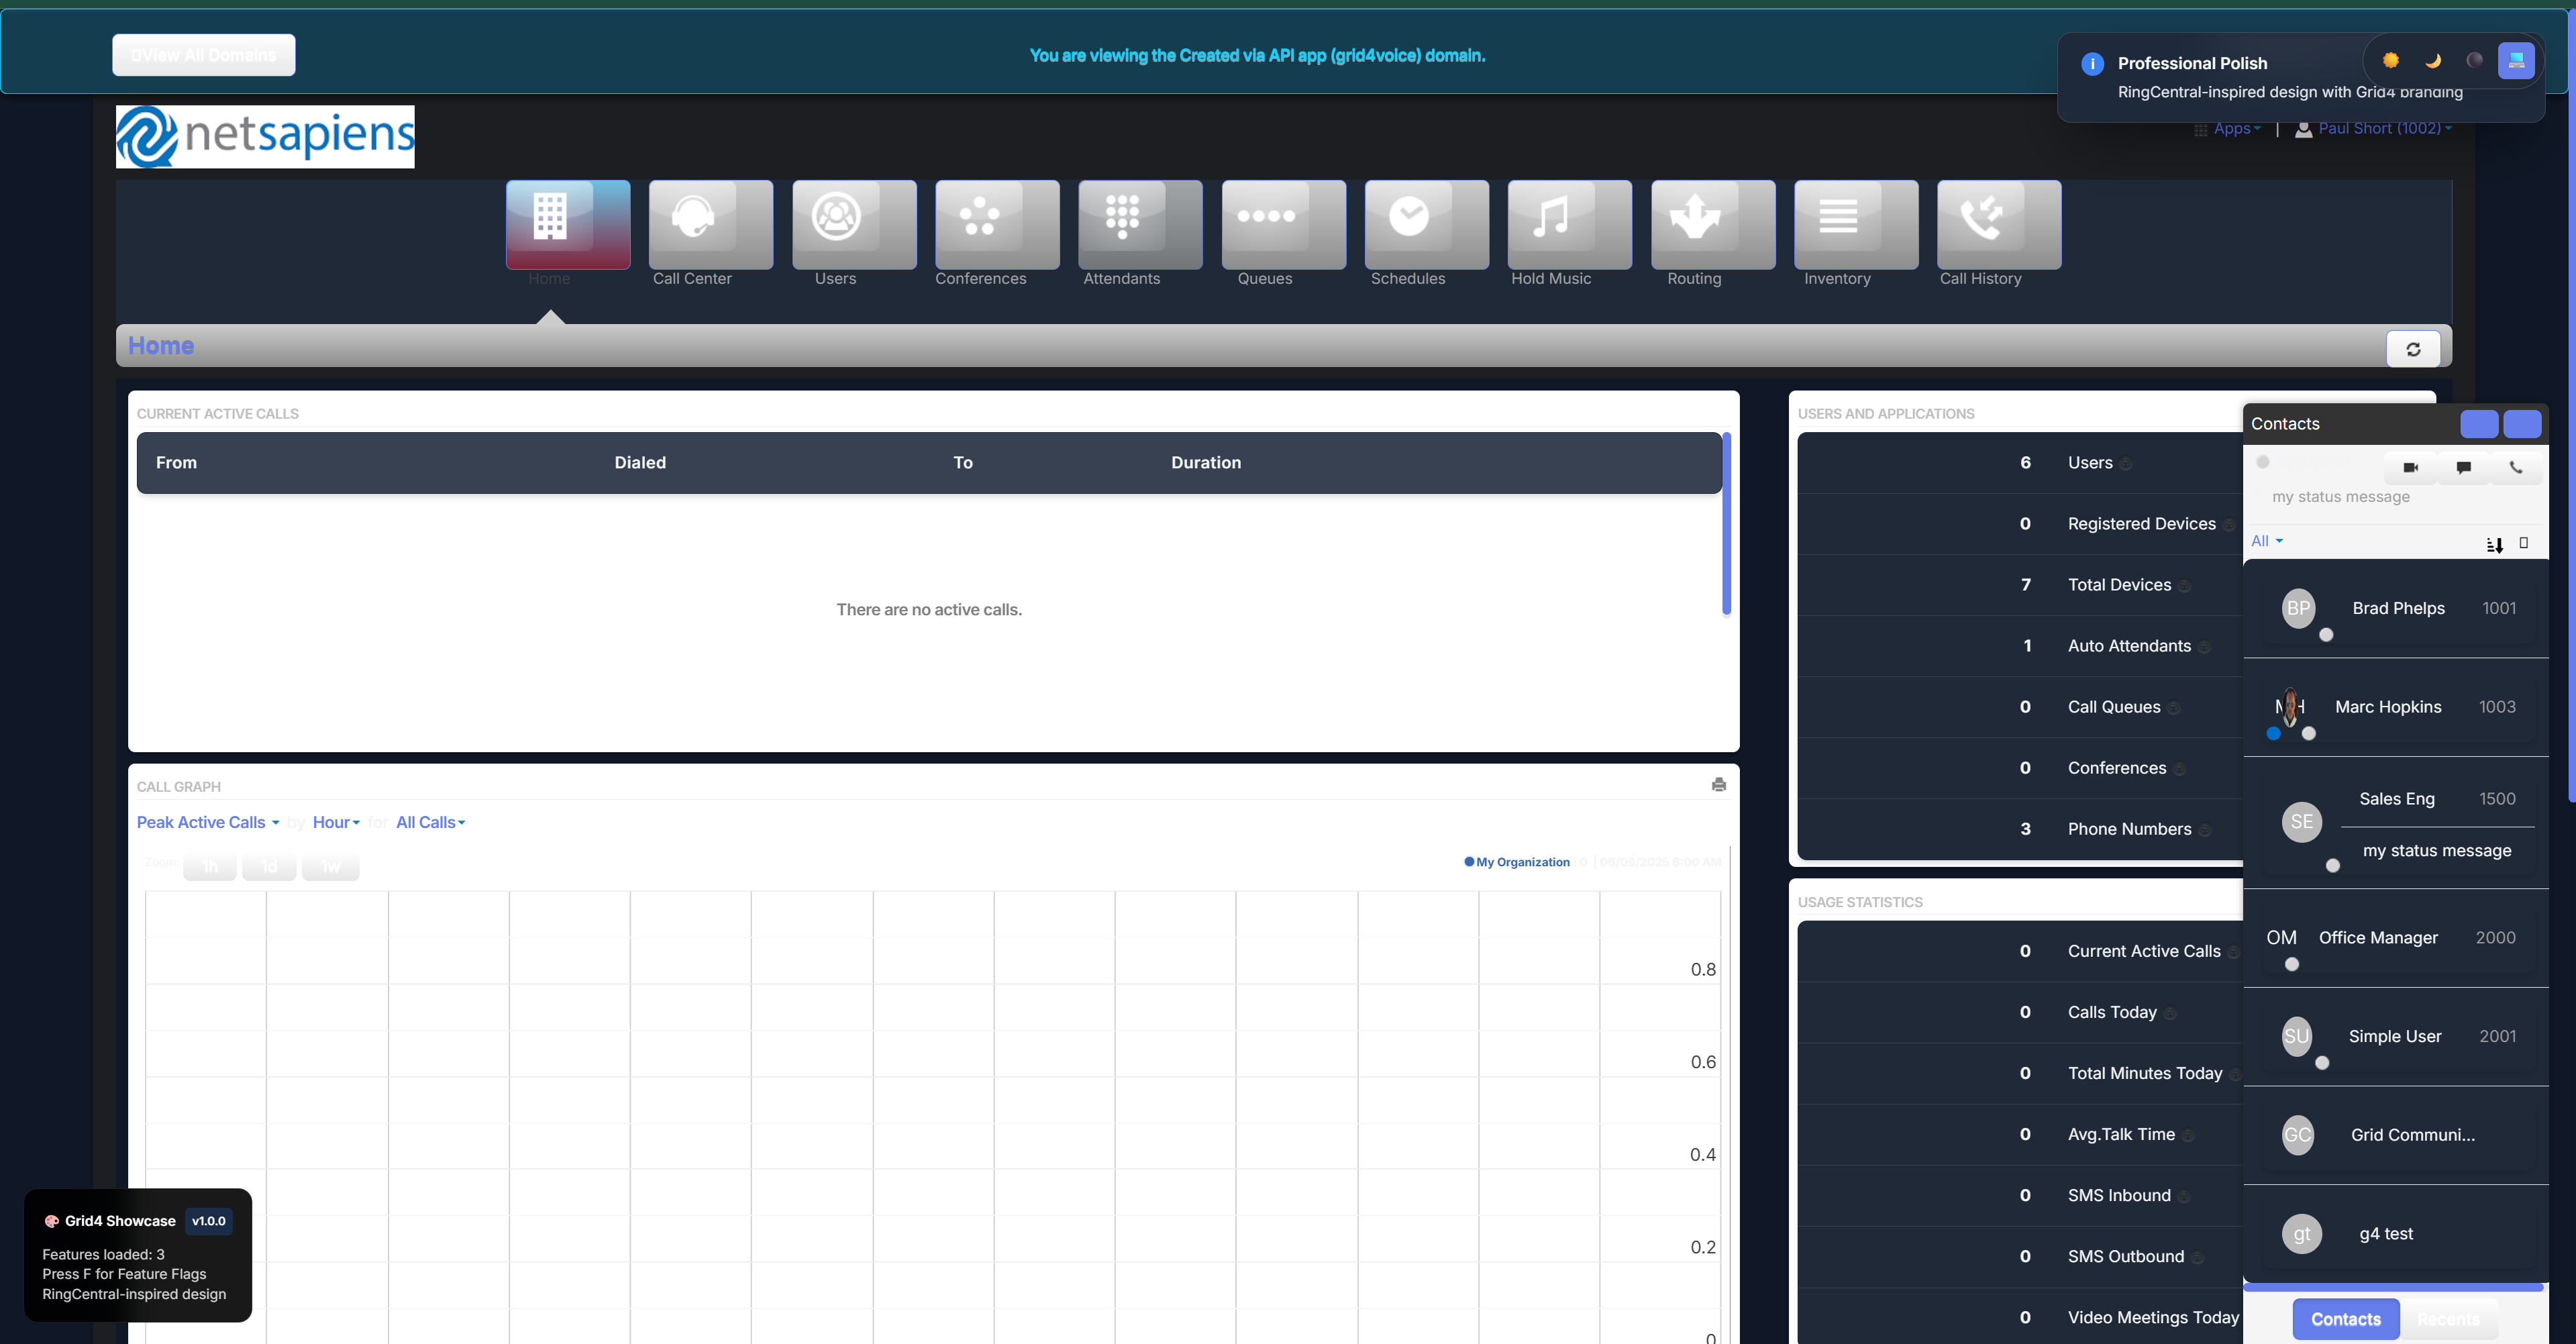 View All Domains
You are viewing the Created via API app (grid4voice) domain.
Professional Polish
RingCentral-inspired design with Grid4 branding
netsapiens
Apps
Paul Short (1002)
Home
Call Center
Users
Conferences
Attendants
Queues
Schedules
Hold Music
Routing
Inventory
Call History
Home
CURRENT ACTIVE CALLS
From Dialed To Duration
There are no active calls.
CALL GRAPH
Peak Active Calls by Hour for All Calls
Zoom: 1h 1d 1w
My Organization 0 | 06/09/2025 6:00 AM
0.8
0.6
0.4
0.2
0
USERS AND APPLICATIONS
6 Users
0 Registered Devices
7 Total Devices
1 Auto Attendants
0 Call Queues
0 Conferences
3 Phone Numbers
USAGE STATISTICS
0 Current Active Calls
0 Calls Today
0 Total Minutes Today
0 Avg.Talk Time
0 SMS Inbound
0 SMS Outbound
0 Video Meetings Today
Contacts
my status message
All
BP Brad Phelps 1001
Marc Hopkins 1003
SE Sales Eng 1500
my status message
OM Office Manager 2000
SU Simple User 2001
GC Grid Communi...
gt g4 test
Contacts Recents
Grid4 Showcase v1.0.0
Features loaded: 3
Press F for Feature Flags
RingCentral-inspired design